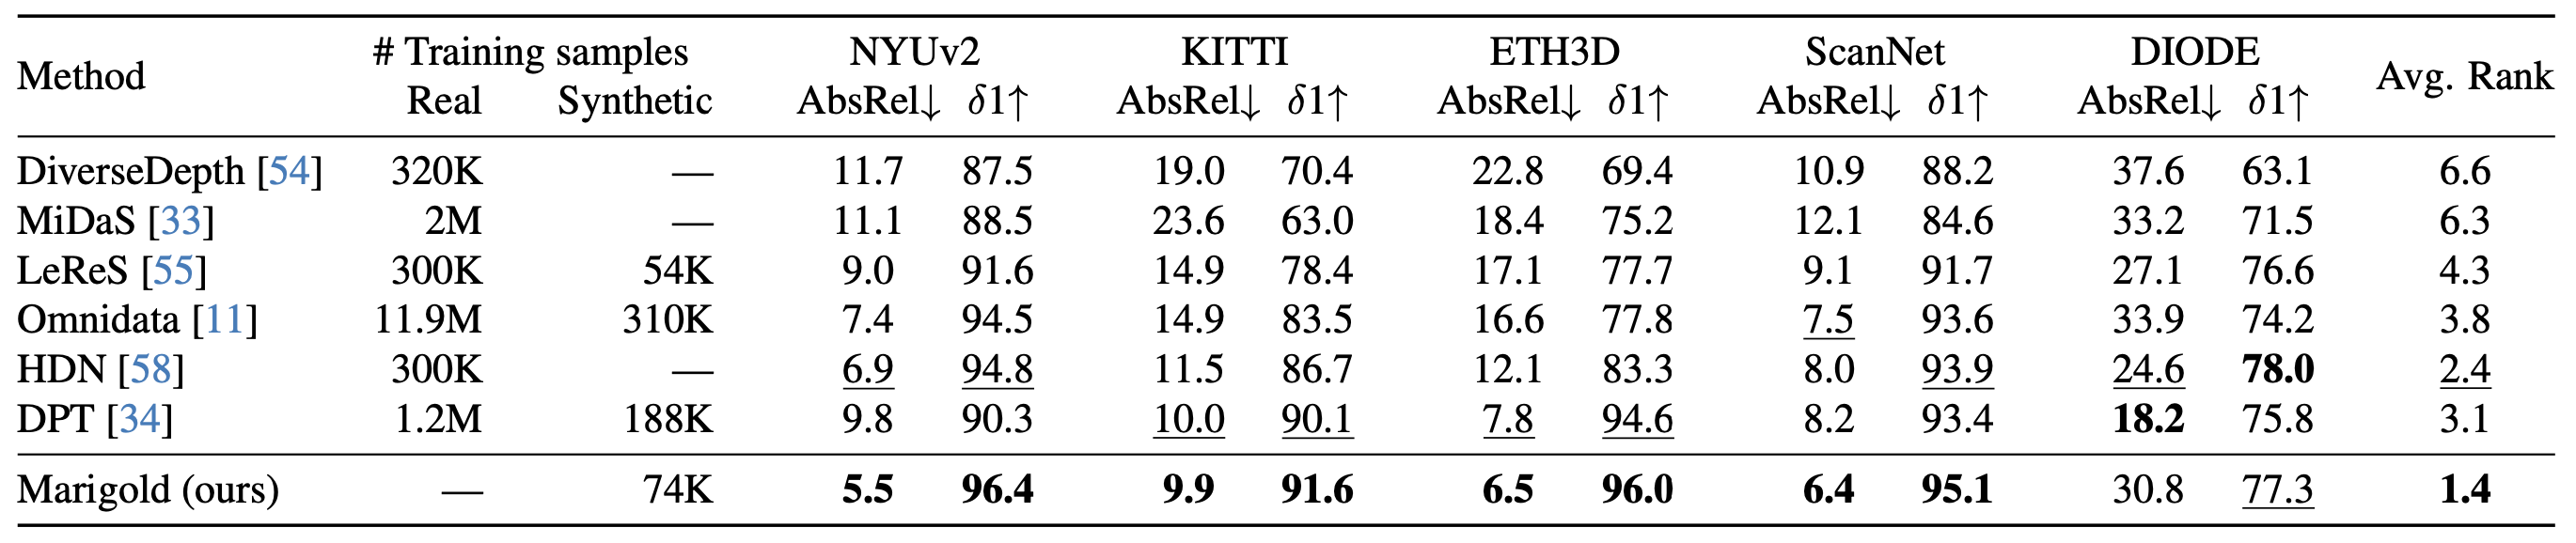 Method # Training samples NYUv2 KITTI ETH3D ScanNet DIODE Avg. Rank
Real Synthetic AbsRel↓ δ1↑ AbsRel↓ δ1↑ AbsRel↓ δ1↑ AbsRel↓ δ1↑ AbsRel↓ δ1↑
DiverseDepth [54] 320K — 11.7 87.5 19.0 70.4 22.8 69.4 10.9 88.2 37.6 63.1 6.6
MiDaS [33] 2M — 11.1 88.5 23.6 63.0 18.4 75.2 12.1 84.6 33.2 71.5 6.3
LeReS [55] 300K 54K 9.0 91.6 14.9 78.4 17.1 77.7 9.1 91.7 27.1 76.6 4.3
Omnidata [11] 11.9M 310K 7.4 94.5 14.9 83.5 16.6 77.8 7.5 93.6 33.9 74.2 3.8
HDN [58] 300K — 6.9 94.8 11.5 86.7 12.1 83.3 8.0 93.9 24.6 78.0 2.4
DPT [34] 1.2M 188K 9.8 90.3 10.0 90.1 7.8 94.6 8.2 93.4 18.2 75.8 3.1
Marigold (ours) — 74K 5.5 96.4 9.9 91.6 6.5 96.0 6.4 95.1 30.8 77.3 1.4